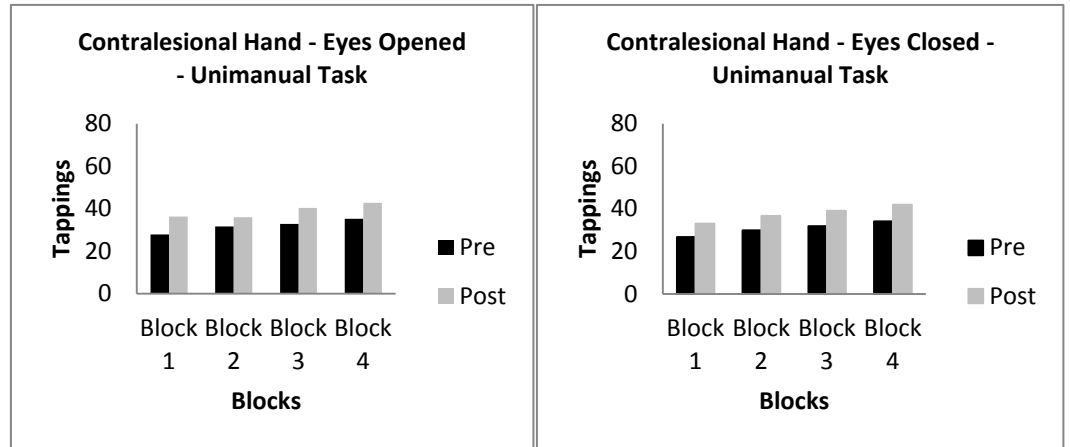 Contralesional Hand - Eyes Opened
- Unimanual Task
80
60
40
20
0
Tappings
Pre
Post
Block Block Block Block
1 2 3 4
Blocks
Contralesional Hand - Eyes Closed -
Unimanual Task
80
60
40
20
0
Tappings
Pre
Post
Block Block Block Block
1 2 3 4
Blocks